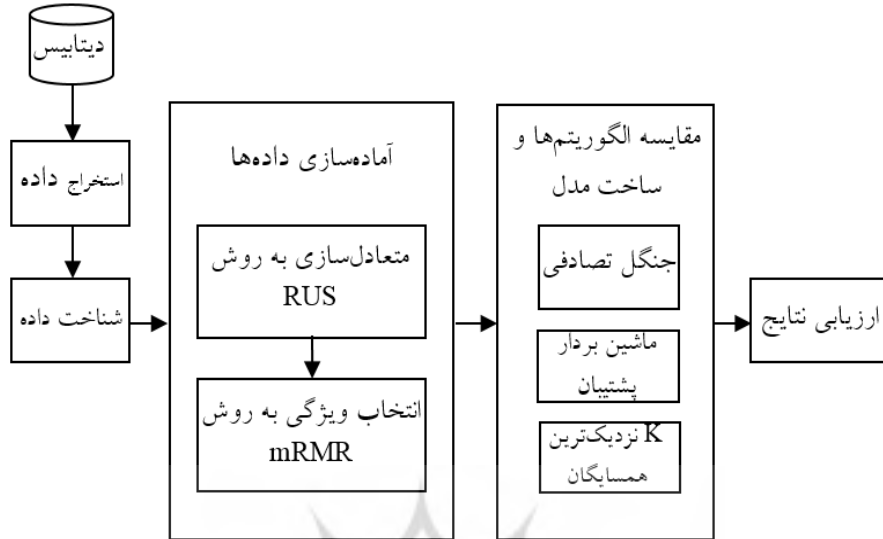 دیتابیس
استخراج داده
شناخت داده
آماده‌سازی داده‌ها
متعادل‌سازی به روش
RUS
انتخاب ویژگی به روش
mRMR
مقایسه الگوریتم‌ها و
ساخت مدل
جنگل تصادفی
ماشین بردار
پشتیبان
K نزدیک‌ترین
همسایگان
ارزیابی نتایج